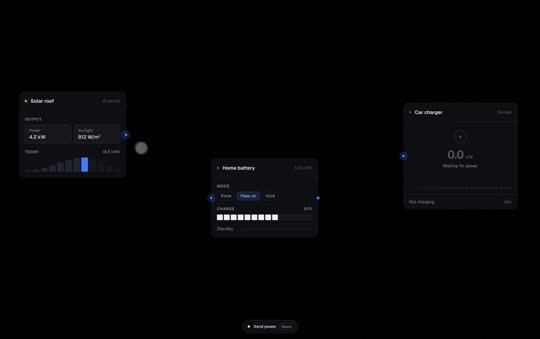 Solar roof
OUTPUT
Power
4.2 kW
Sunlight
812 W/m²
TODAY
Home battery
MODE
Store
Pass on
Hold
CHARGE
Standby
Car charger
Garage
0.0 kW
Waiting for power
Not charging
Send power
Space